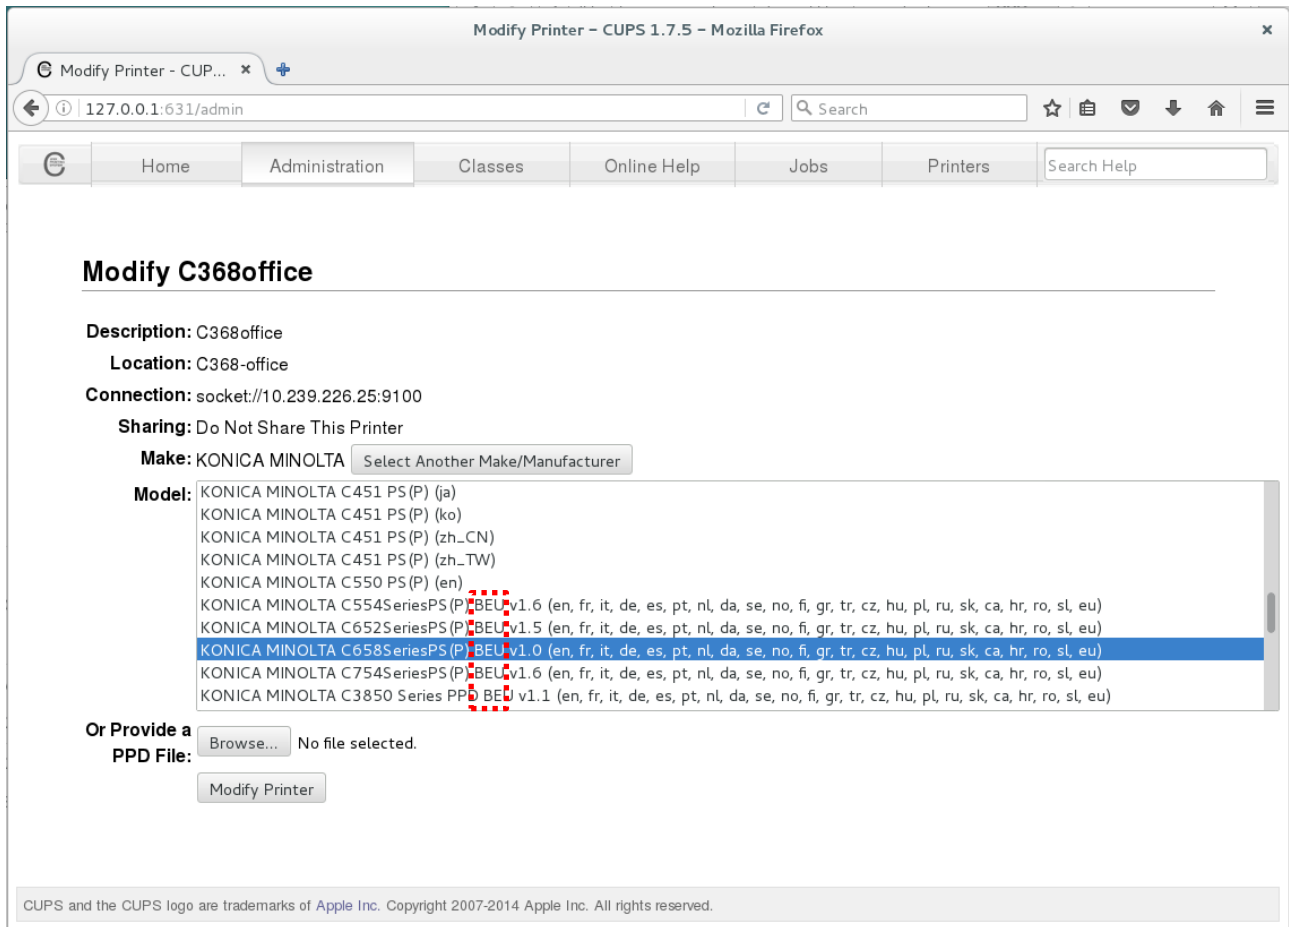 Modify Printer – CUPS 1.7.5 – Mozilla Firefox
Modify Printer - CUP...
127.0.0.1:631/admin
Search
Home
Administration
Classes
Online Help
Jobs
Printers
Search Help
Modify C368office
Description: C368office
Location: C368-office
Connection: socket://10.239.226.25:9100
Sharing: Do Not Share This Printer
Make: KONICA MINOLTA Select Another Make/Manufacturer
Model:
KONICA MINOLTA C451 PS(P) (ja)
KONICA MINOLTA C451 PS(P) (ko)
KONICA MINOLTA C451 PS(P) (zh_CN)
KONICA MINOLTA C451 PS(P) (zh_TW)
KONICA MINOLTA C550 PS(P) (en)
KONICA MINOLTA C554SeriesPS(P) BEU v1.6 (en, fr, it, de, es, pt, nl, da, se, no, fi, gr, tr, cz, hu, pl, ru, sk, ca, hr, ro, sl, eu)
KONICA MINOLTA C652SeriesPS(P) BEU v1.5 (en, fr, it, de, es, pt, nl, da, se, no, fi, gr, tr, cz, hu, pl, ru, sk, ca, hr, ro, sl, eu)
KONICA MINOLTA C658SeriesPS(P) BEU v1.0 (en, fr, it, de, es, pt, nl, da, se, no, fi, gr, tr, cz, hu, pl, ru, sk, ca, hr, ro, sl, eu)
KONICA MINOLTA C754SeriesPS(P) BEU v1.6 (en, fr, it, de, es, pt, nl, da, se, no, fi, gr, tr, cz, hu, pl, ru, sk, ca, hr, ro, sl, eu)
KONICA MINOLTA C3850 Series PPD BEU v1.1 (en, fr, it, de, es, pt, nl, da, se, no, fi, gr, tr, cz, hu, pl, ru, sk, ca, hr, ro, sl, eu)
Or Provide a
PPD File:
Browse... No file selected.
Modify Printer
CUPS and the CUPS logo are trademarks of Apple Inc. Copyright 2007-2014 Apple Inc. All rights reserved.